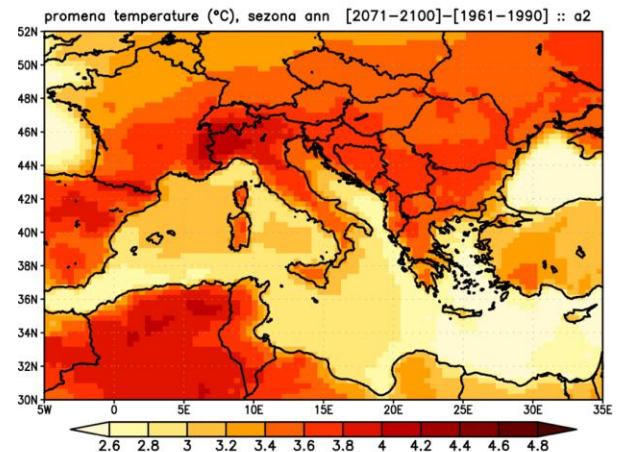 promena temperature (°C), sezona ann [2071−2100]−[1961−1990] :: a2
52N
50N
48N
46N
44N
42N
40N
38N
36N
34N
32N
30N
5W 0 5E 10E 15E 20E 25E 30E 35E
2.6 2.8 3 3.2 3.4 3.6 3.8 4 4.2 4.4 4.6 4.8